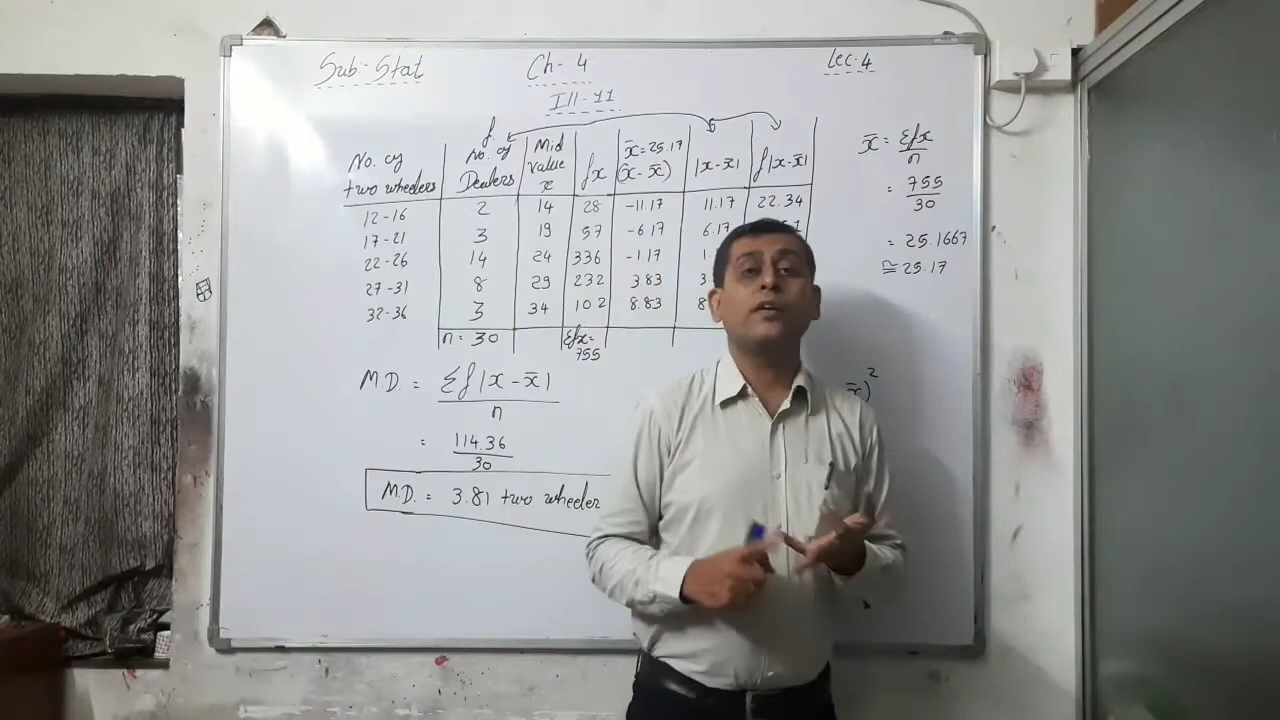 Sub:- Stat Ch- 4 Lec-4
Ill-11
No. of two wheelers | f No. of Dealers | Mid Value x | fx | x̄ = 25.17 (x - x̄) | |x - x̄| | f|x - x̄|
12-16 | 2 | 14 | 28 | -11.17 | 11.17 | 22.34
17-21 | 3 | 19 | 57 | -6.17 | 6.17
22-26 | 14 | 24 | 336 | -1.17 | 1.
27-31 | 8 | 29 | 232 | 3.83 | 3
32-36 | 3 | 34 | 102 | 8.83 | 8
n = 30 | Σfx = 755
M.D. = Σf|x - x̄| / n
= 114.36 / 30
M.D. = 3.81 two wheeler
x̄ = Σfx / n
= 755 / 30
= 25.1667
≅ 25.17
x̄)²